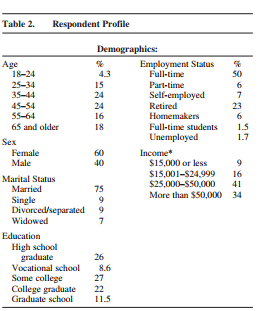 Table 2. Respondent Profile
Demographics:
Age %
18–24 4.3
25–34 15
35–44 24
45–54 24
55–64 16
65 and older 18
Sex
Female 60
Male 40
Marital Status
Married 75
Single 9
Divorced/separated 9
Widowed 7
Education
High school
graduate 26
Vocational school 8.6
Some college 27
College graduate 22
Graduate school 11.5
Employment Status %
Full-time 50
Part-time 6
Self-employed 7
Retired 23
Homemakers 6
Full-time students 1.5
Unemployed 1.7
Income*
$15,000 or less 9
$15,001–$24,999 16
$25,000–$50,000 41
More than $50,000 34